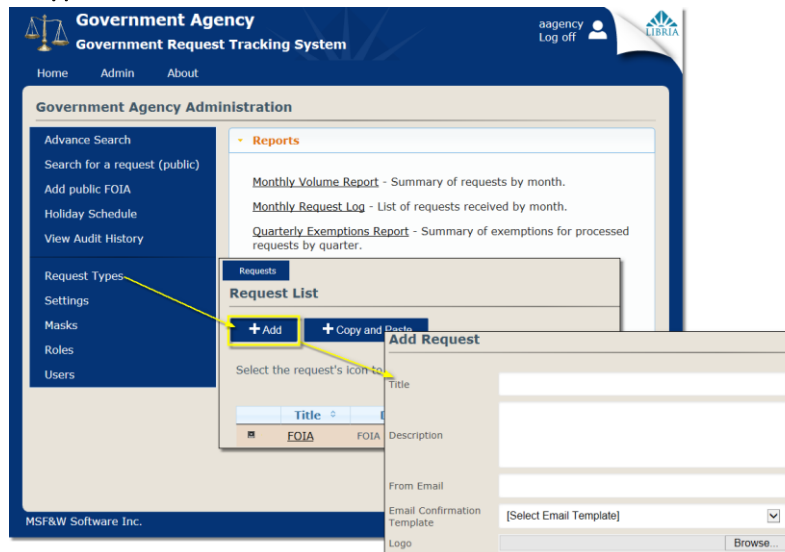 Government Agency
Government Request Tracking System
aagency
Log off
LIBRIA
Home Admin About
Government Agency Administration
Advance Search
Search for a request (public)
Add public FOIA
Holiday Schedule
View Audit History
Request Types
Settings
Masks
Roles
Users
Reports
Monthly Volume Report - Summary of requests by month.
Monthly Request Log - List of requests received by month.
Quarterly Exemptions Report - Summary of exemptions for processed
requests by quarter.
Requests
Request List
+ Add + Copy and Paste
Select the request's icon to
Title
FOIA FOIA
Add Request
Title
Description
From Email
Email Confirmation
Template
[Select Email Template]
Logo
Browse...
MSF&W Software Inc.